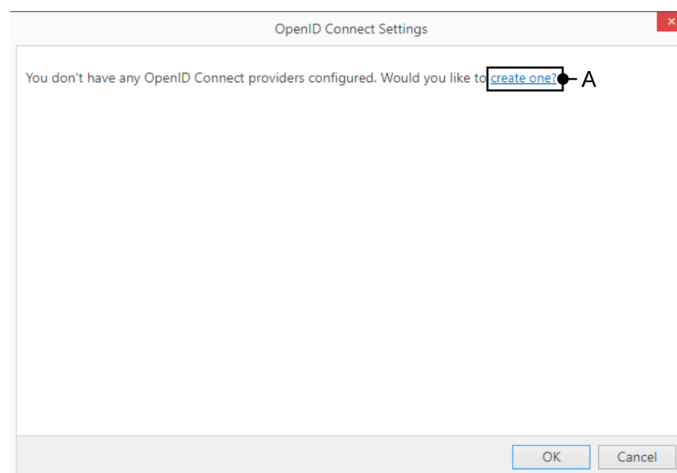 OpenID Connect Settings
You don't have any OpenID Connect providers configured. Would you like to create one? A
OK Cancel